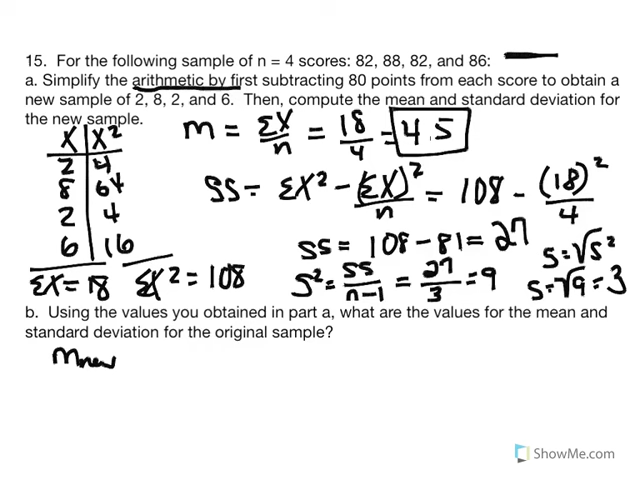 15. For the following sample of n = 4 scores: 82, 88, 82, and 86:
a. Simplify the arithmetic by first subtracting 80 points from each score to obtain a
new sample of 2, 8, 2, and 6. Then, compute the mean and standard deviation for
the new sample.
M = ΣX/n = 18/4 = 4.5
X | X²
2 | 4
8 | 64
2 | 4
6 | 16
ΣX = 18 ΣX² = 108
SS = ΣX² - (ΣX)²/n = 108 - (18)²/4
SS = 108 - 81 = 27
S² = SS/n-1 = 27/3 = 9
S = √S²
S = √9 = 3
b. Using the values you obtained in part a, what are the values for the mean and
standard deviation for the original sample?
Mnew
ShowMe.com